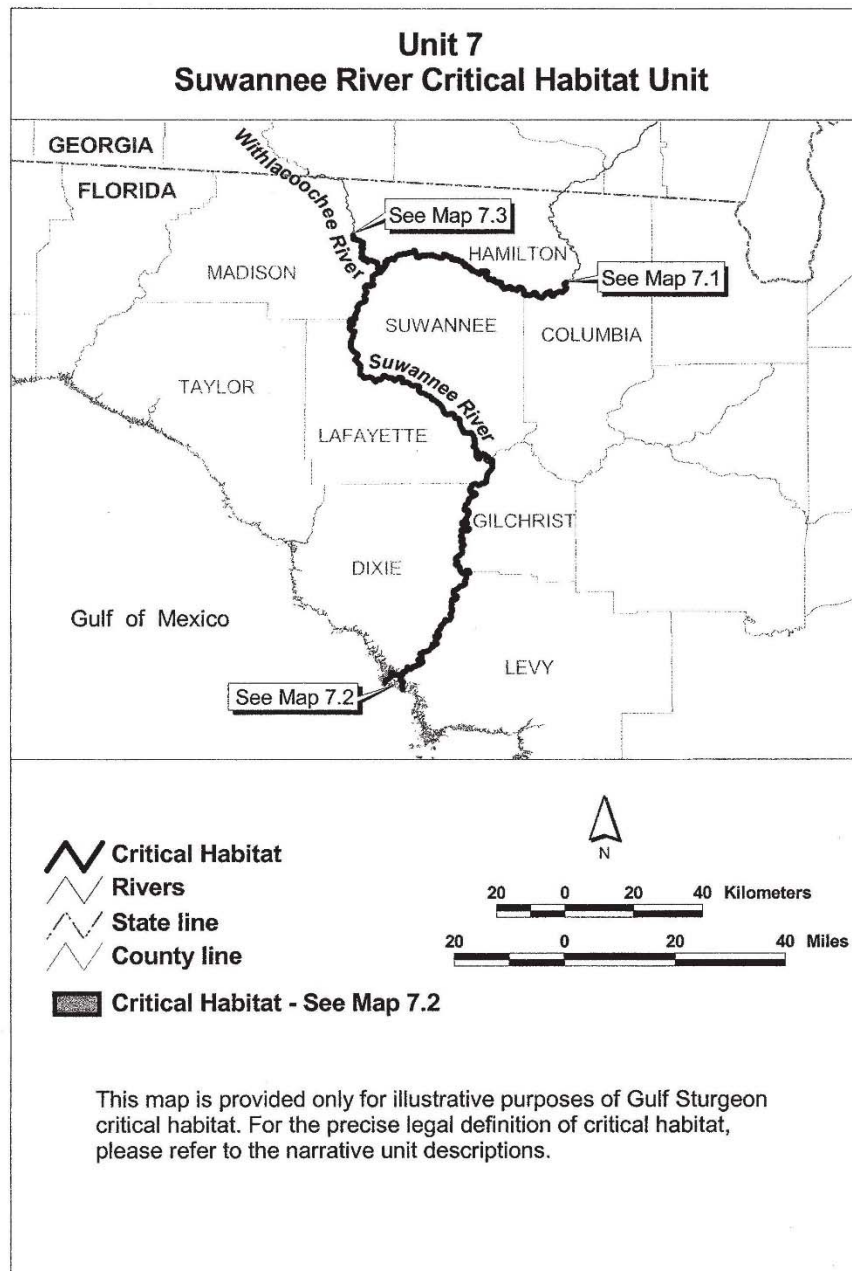 Unit 7
Suwannee River Critical Habitat Unit
GEORGIA
FLORIDA
Withlacoochee River
See Map 7.3
HAMILTON
See Map 7.1
MADISON
SUWANNEE
COLUMBIA
TAYLOR
Suwannee River
LAFAYETTE
GILCHRIST
DIXIE
Gulf of Mexico
LEVY
See Map 7.2
Critical Habitat
Rivers
State line
County line
Critical Habitat - See Map 7.2
N
20 0 20 40 Kilometers
20 0 20 40 Miles
This map is provided only for illustrative purposes of Gulf Sturgeon
critical habitat. For the precise legal definition of critical habitat,
please refer to the narrative unit descriptions.